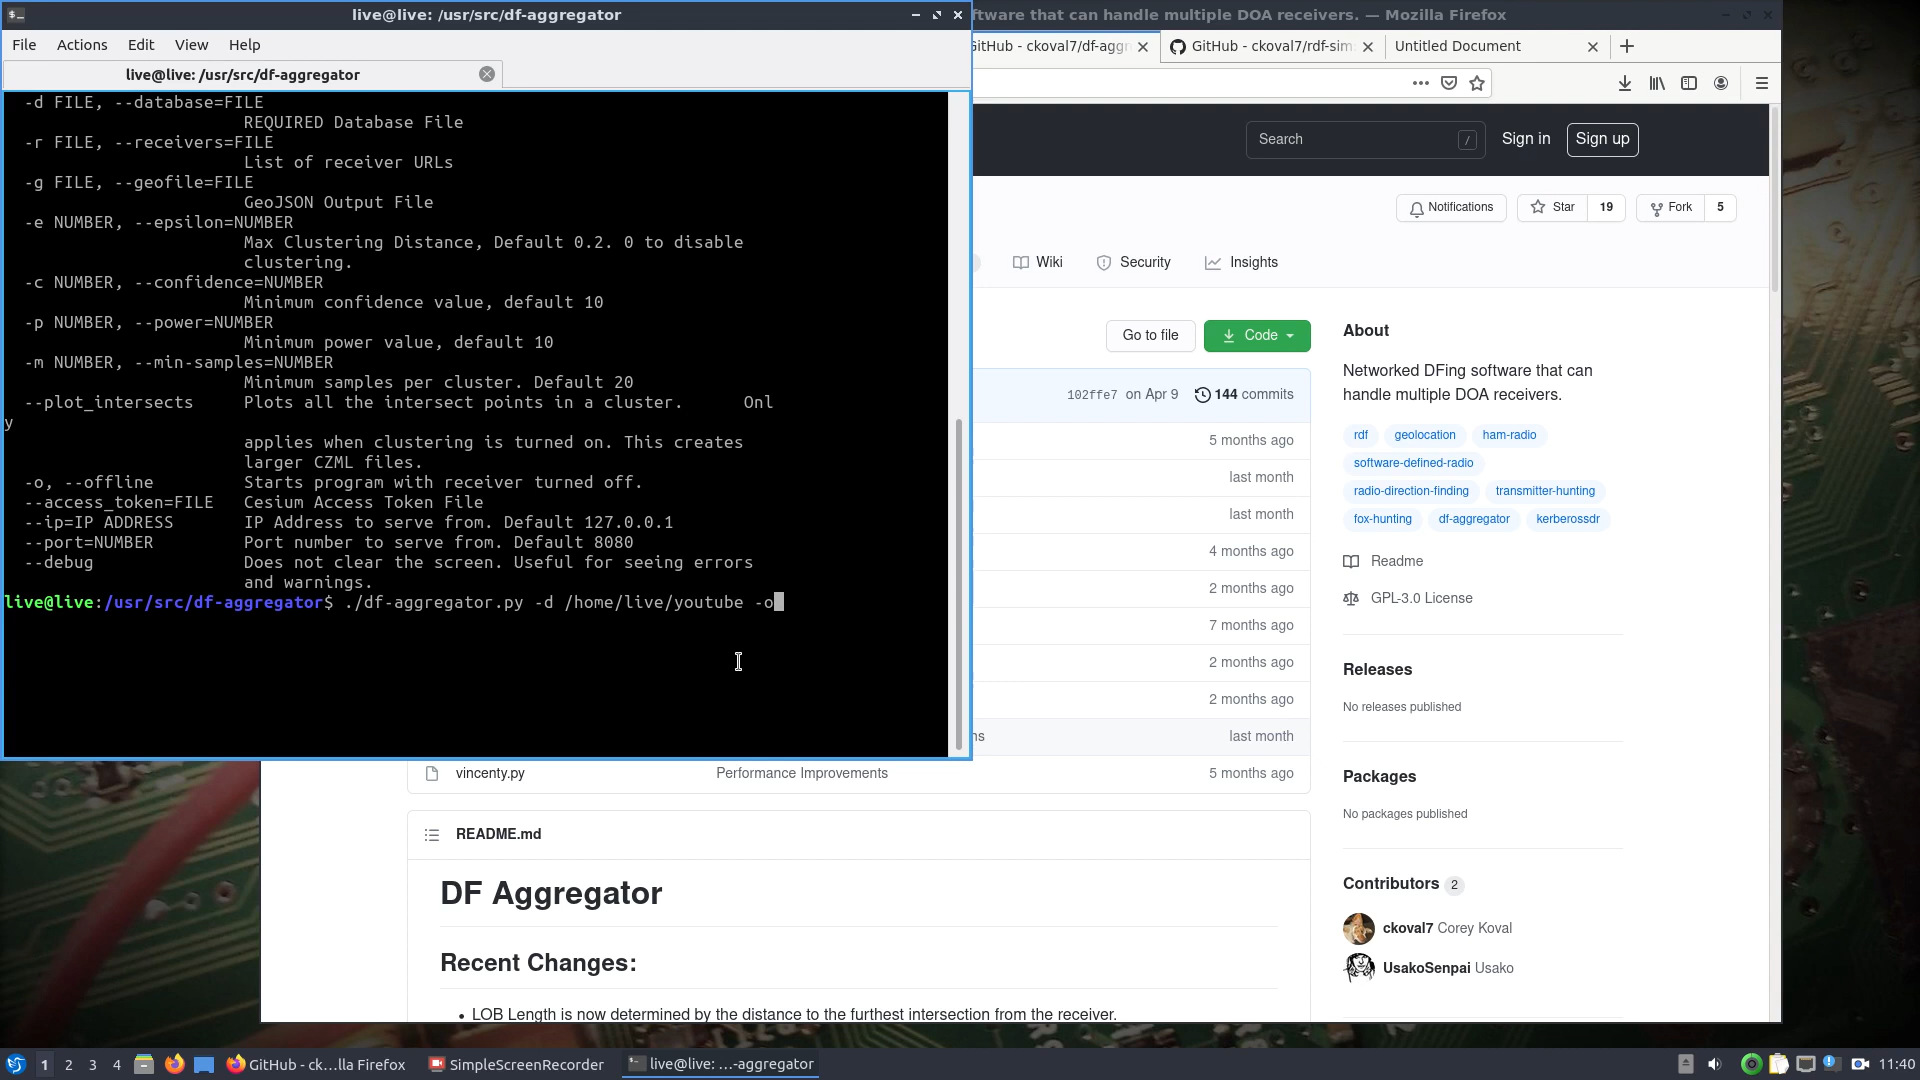 live@live: /usr/src/df-aggregator
File Actions Edit View Help
live@live: /usr/src/df-aggregator
-d FILE, --database=FILE
REQUIRED Database File
-r FILE, --receivers=FILE
List of receiver URLs
-g FILE, --geofile=FILE
GeoJSON Output File
-e NUMBER, --epsilon=NUMBER
Max Clustering Distance, Default 0.2. 0 to disable
clustering.
-c NUMBER, --confidence=NUMBER
Minimum confidence value, default 10
-p NUMBER, --power=NUMBER
Minimum power value, default 10
-m NUMBER, --min-samples=NUMBER
Minimum samples per cluster. Default 20
--plot_intersects Plots all the intersect points in a cluster. Onl
y
applies when clustering is turned on. This creates
larger CZML files.
-o, --offline Starts program with receiver turned off.
--access_token=FILE Cesium Access Token File
--ip=IP ADDRESS IP Address to serve from. Default 127.0.0.1
--port=NUMBER Port number to serve from. Default 8080
--debug Does not clear the screen. Useful for seeing errors
and warnings.
live@live:/usr/src/df-aggregator$ ./df-aggregator.py -d /home/live/youtube -o
ftware that can handle multiple DOA receivers. — Mozilla Firefox
GitHub - ckoval7/df-aggr GitHub - ckoval7/rdf-sim Untitled Document
Search / Sign in Sign up
Notifications Star 19 Fork 5
Wiki Security Insights
Go to file Code
102ffe7 on Apr 9 144 commits
5 months ago
last month
last month
4 months ago
2 months ago
7 months ago
2 months ago
2 months ago
ns last month
vincenty.py Performance Improvements 5 months ago
README.md
DF Aggregator
Recent Changes:
• LOB Length is now determined by the distance to the furthest intersection from the receiver.
About
Networked DFing software that can
handle multiple DOA receivers.
rdf geolocation ham-radio
software-defined-radio
radio-direction-finding transmitter-hunting
fox-hunting df-aggregator kerberossdr
Readme
GPL-3.0 License
Releases
No releases published
Packages
No packages published
Contributors 2
ckoval7 Corey Koval
UsakoSenpai Usako
1 2 3 4 GitHub - ck...lla Firefox SimpleScreenRecorder live@live: ...-aggregator 11:40